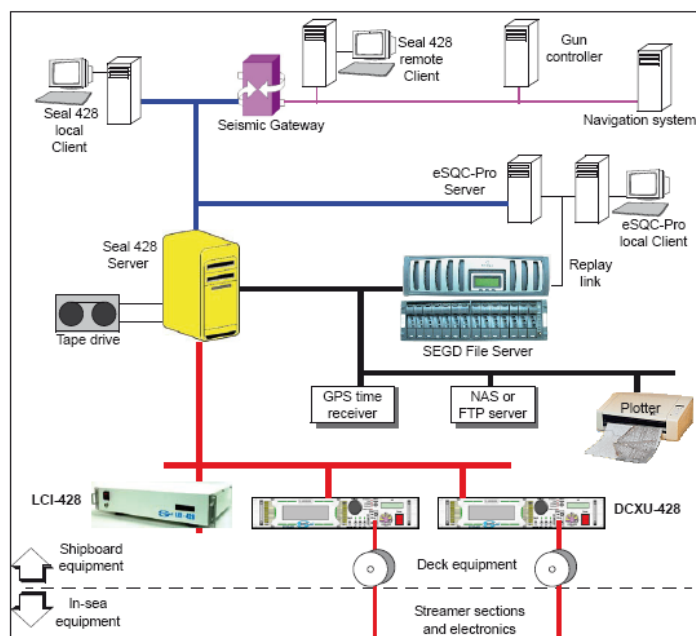 Seal 428
remote
Client
Gun
controller
Seal 428
local
Client
Seismic Gateway
Navigation system
eSQC-Pro
Server
eSQC-Pro
local Client
Seal 428
Server
Replay
link
Tape drive
SEGD File Server
GPS time
receiver
NAS or
FTP server
Plotter
LCI-428
DCXU-428
Shipboard
equipment
Deck equipment
In-sea
equipment
Streamer sections
and electronics